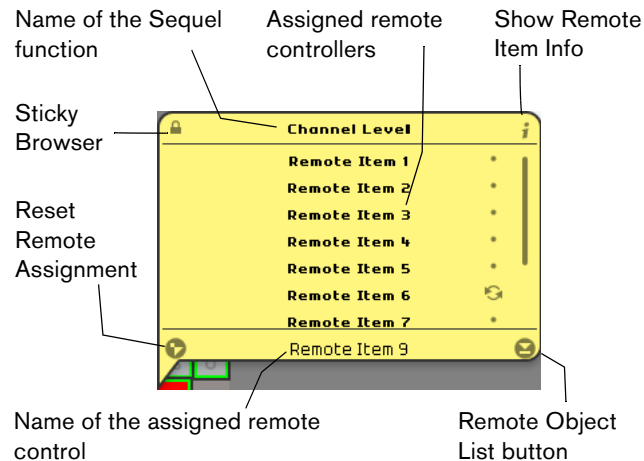 Name of the Sequel
function
Assigned remote
controllers
Show Remote
Item Info
Sticky
Browser
Channel Level
i
Remote Item 1
Remote Item 2
Remote Item 3
Remote Item 4
Remote Item 5
Remote Item 6
Remote Item 7
Remote Item 9
Reset
Remote
Assignment
Name of the assigned remote
control
Remote Object
List button